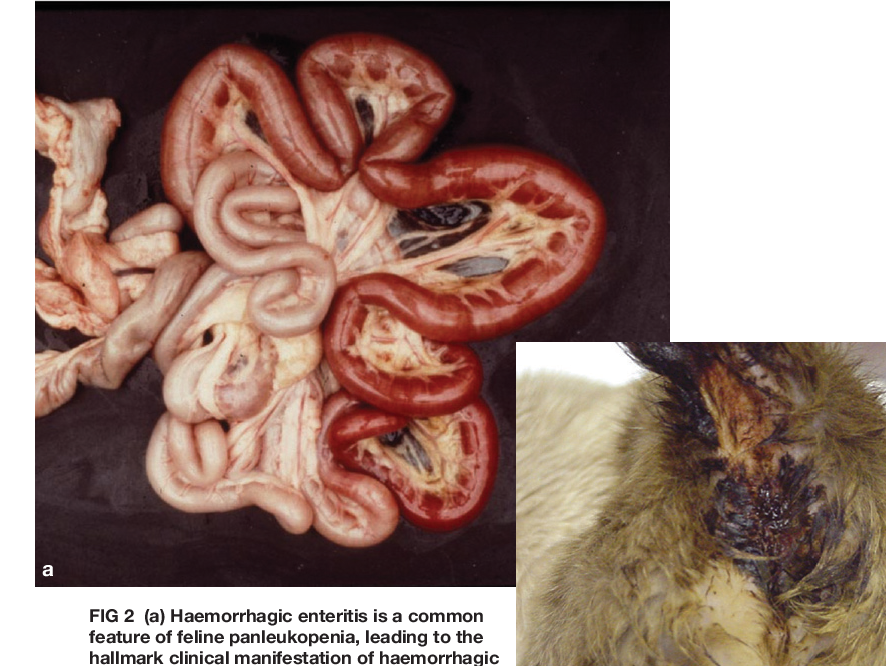 a
FIG 2 (a) Haemorrhagic enteritis is a common
feature of feline panleukopenia, leading to the
hallmark clinical manifestation of haemorrhagic